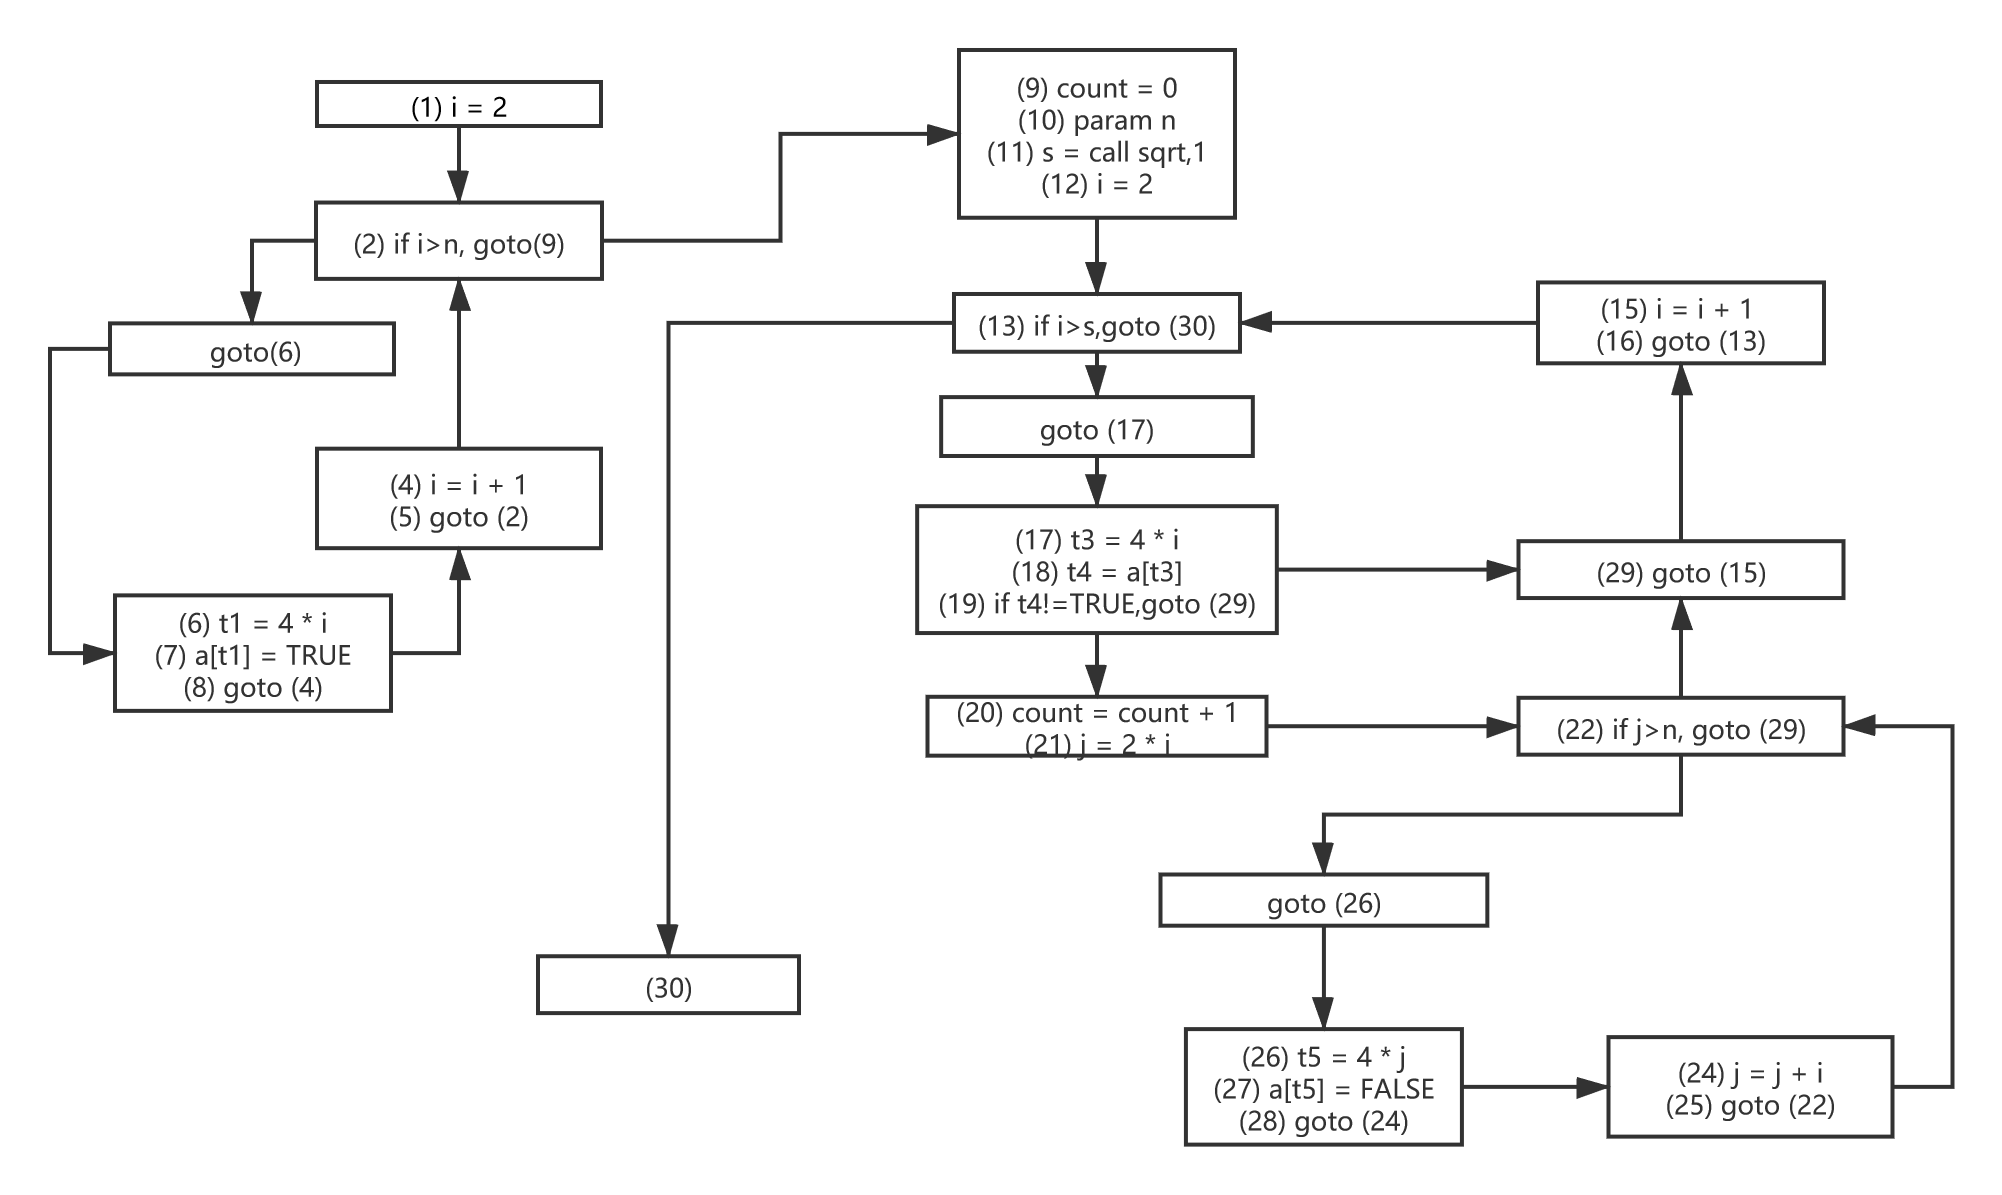 (1) i = 2
(2) if i>n, goto(9)
goto(6)
(4) i = i + 1
(5) goto (2)
(6) t1 = 4 * i
(7) a[t1] = TRUE
(8) goto (4)
(9) count = 0
(10) param n
(11) s = call sqrt,1
(12) i = 2
(13) if i>s,goto (30)
(15) i = i + 1
(16) goto (13)
goto (17)
(17) t3 = 4 * i
(18) t4 = a[t3]
(19) if t4!=TRUE,goto (29)
(29) goto (15)
(20) count = count + 1
(21) j = 2 * i
(22) if j>n, goto (29)
goto (26)
(30)
(26) t5 = 4 * j
(27) a[t5] = FALSE
(28) goto (24)
(24) j = j + i
(25) goto (22)